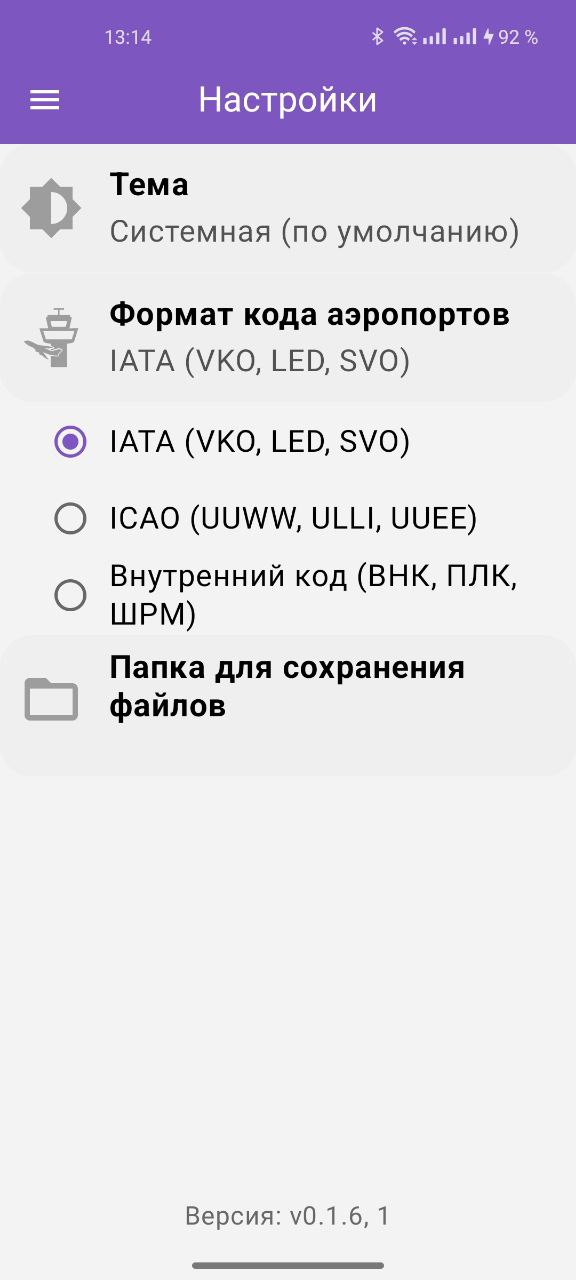 13:14
92 %
Настройки
Тема
Системная (по умолчанию)
Формат кода аэропортов
IATA (VKO, LED, SVO)
IATA (VKO, LED, SVO)
ICAO (UUWW, ULLI, UUEE)
Внутренний код (ВНК, ПЛК,
ШРМ)
Папка для сохранения
файлов
Версия: v0.1.6, 1